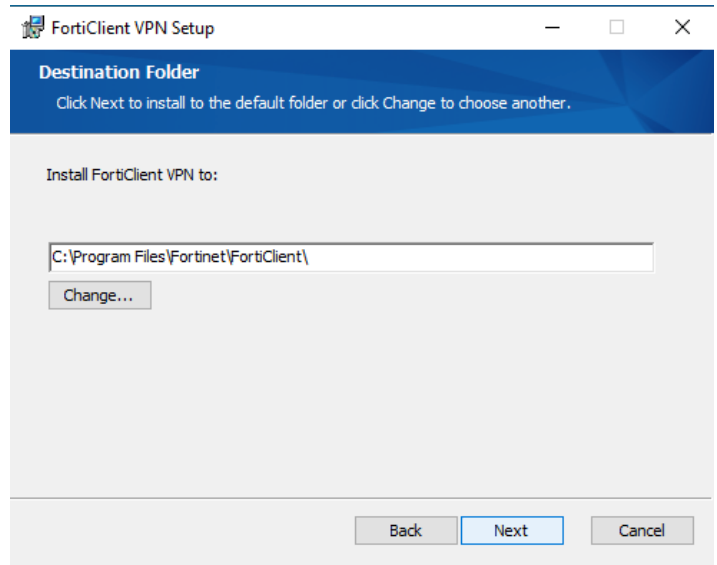 FortiClient VPN Setup
Destination Folder
Click Next to install to the default folder or click Change to choose another.
Install FortiClient VPN to:
C:\Program Files\Fortinet\FortiClient\
Change...
Back Next Cancel